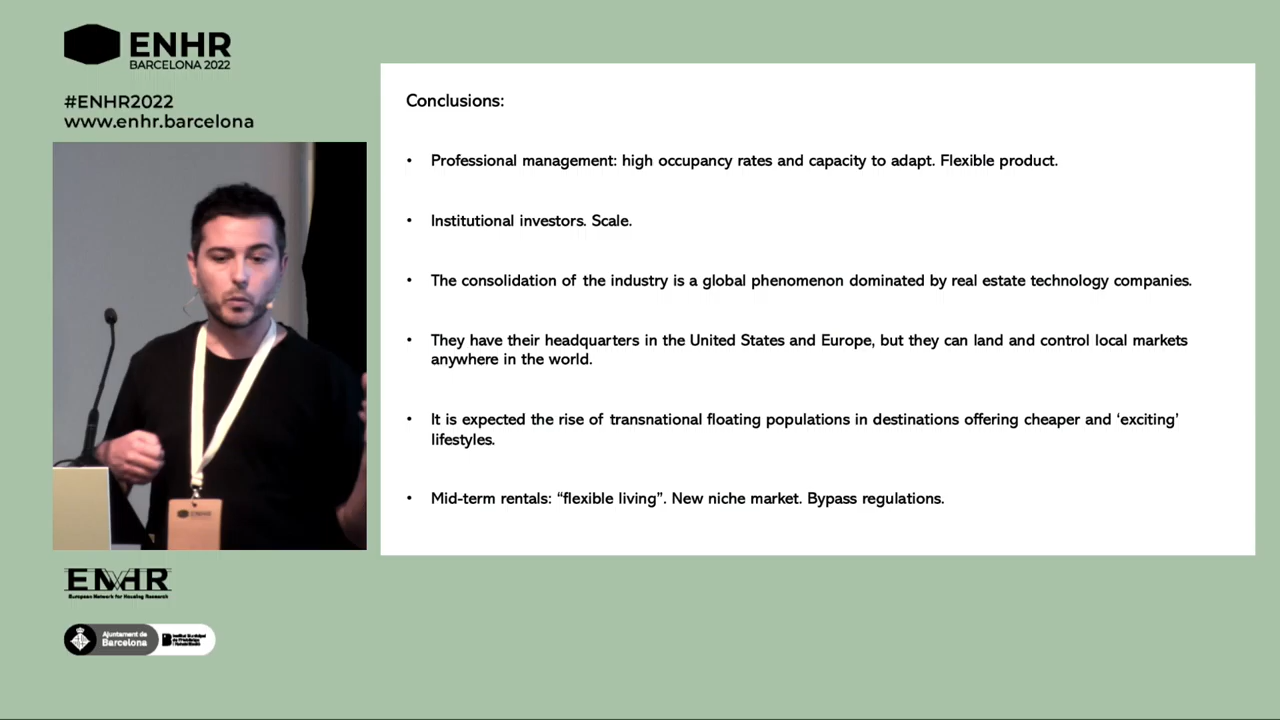 ENHR
BARCELONA 2022
#ENHR2022
www.enhr.barcelona
Conclusions:
• Professional management: high occupancy rates and capacity to adapt. Flexible product.
• Institutional investors. Scale.
• The consolidation of the industry is a global phenomenon dominated by real estate technology companies.
• They have their headquarters in the United States and Europe, but they can land and control local markets
anywhere in the world.
• It is expected the rise of transnational floating populations in destinations offering cheaper and ‘exciting’
lifestyles.
• Mid-term rentals: “flexible living”. New niche market. Bypass regulations.
ENHR
ENHR
European Network for Housing Research
Ajuntament de
Barcelona